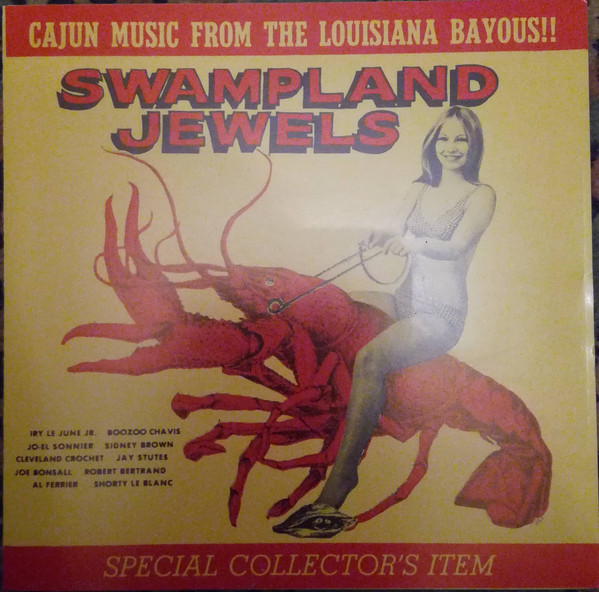 CAJUN MUSIC FROM THE LOUISIANA BAYOUS!!
SWAMPLAND
JEWELS
IRY LE JUNE JR. BOOZOO CHAVIS
JO-EL SONNIER SIDNEY BROWN
CLEVELAND CROCHET JAY STUTES
JOE BONSALL ROBERT BERTRAND
AL FERRIER SHORTY LE BLANC
SPECIAL COLLECTOR'S ITEM